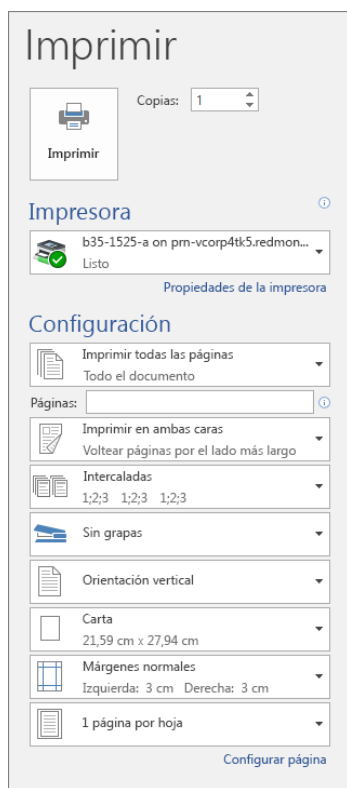 Imprimir
Copias: 1
Imprimir
Impresora
b35-1525-a on prn-vcorp4tk5.redmon...
Listo
Propiedades de la impresora
Configuración
Imprimir todas las páginas
Todo el documento
Páginas:
Imprimir en ambas caras
Voltear páginas por el lado más largo
Intercaladas
1;2;3 1;2;3 1;2;3
Sin grapas
Orientación vertical
Carta
21,59 cm x 27,94 cm
Márgenes normales
Izquierda: 3 cm Derecha: 3 cm
1 página por hoja
Configurar página